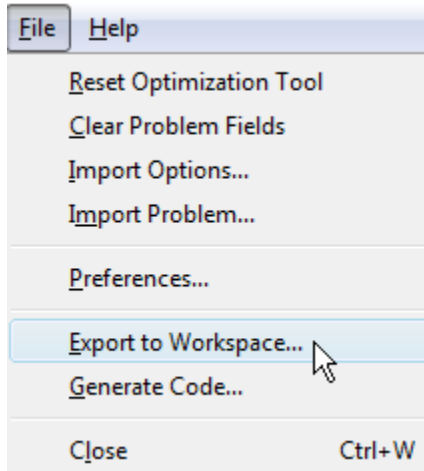 File Help
Reset Optimization Tool
Clear Problem Fields
Import Options...
Import Problem...
Preferences...
Export to Workspace...
Generate Code...
Close Ctrl+W